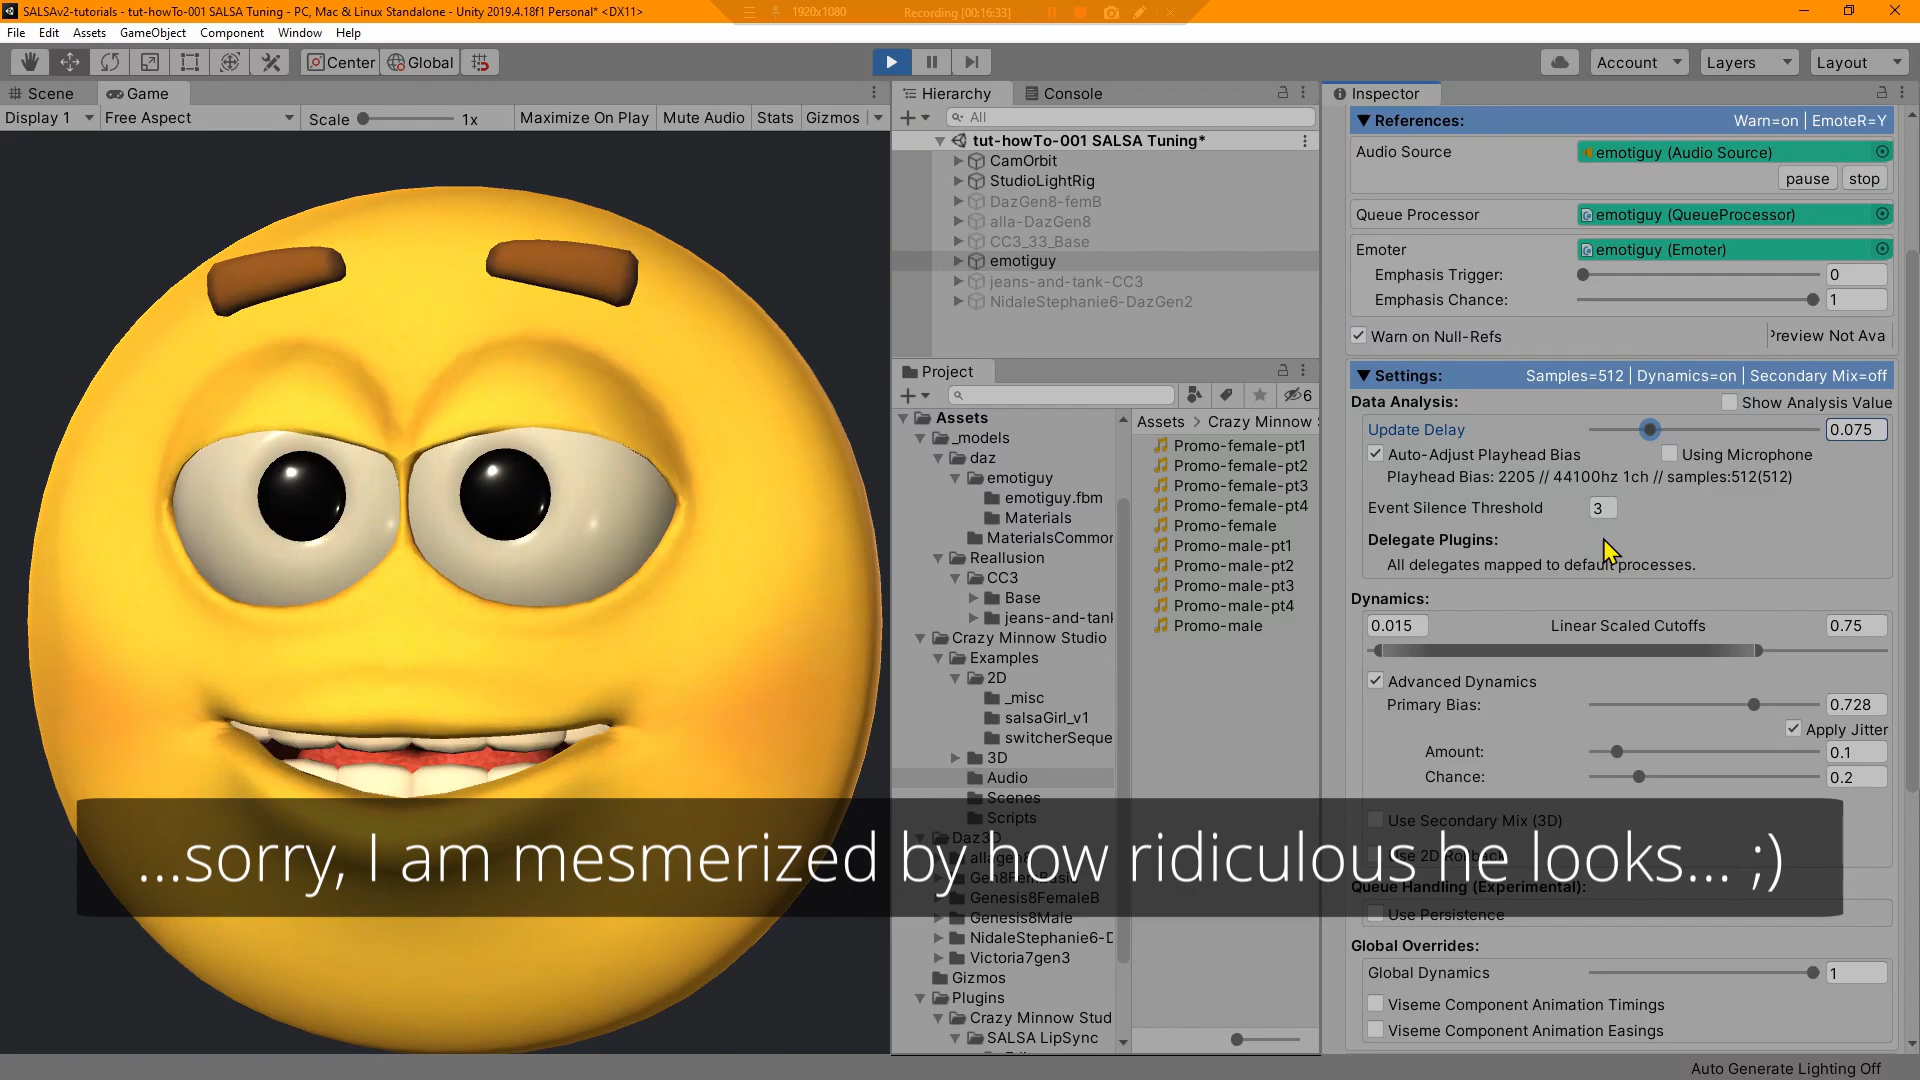 SALSAv2-tutorials - tut-howTo-001 SALSA Tuning - PC, Mac & Linux Standalone - Unity 2019.4.18f1 Personal* <DX11>
1920x1080
Recording [00:16:33]
File Edit Assets GameObject Component Window Help
Center Global
Account Layers Layout
Scene Game
Display 1 Free Aspect Scale 1x Maximize On Play Mute Audio Stats Gizmos
Hierarchy Console
All
tut-howTo-001 SALSA Tuning*
CamOrbit
StudioLightRig
DazGen8-femB
alla-DazGen8
CC3_33_Base
emotiguy
jeans-and-tank-CC3
NidaleStephanie6-DazGen2
Project
6
Assets
_models
daz
emotiguy
emotiguy.fbm
Materials
MaterialsCommor
Reallusion
CC3
Base
jeans-and-tank
Crazy Minnow Studio
Examples
2D
_misc
salsaGirl_v1
switcherSeque
3D
Audio
Scenes
Scripts
Daz3D
Genesis8FemaleB
Genesis8Male
NidaleStephanie6-D
Victoria7gen3
Gizmos
Plugins
Crazy Minnow Stud
SALSA LipSync
Assets > Crazy Minnow
Promo-female-pt1
Promo-female-pt2
Promo-female-pt3
Promo-female-pt4
Promo-female
Promo-male-pt1
Promo-male-pt2
Promo-male-pt3
Promo-male-pt4
Promo-male
Inspector
References: Warn=on | EmoteR=Y
Audio Source emotiguy (Audio Source)
pause stop
Queue Processor emotiguy (QueueProcessor)
Emoter emotiguy (Emoter)
Emphasis Trigger: 0
Emphasis Chance: 1
Warn on Null-Refs Preview Not Ava
Settings: Samples=512 | Dynamics=on | Secondary Mix=off
Data Analysis: Show Analysis Value
Update Delay 0.075
Auto-Adjust Playhead Bias Using Microphone
Playhead Bias: 2205 // 44100hz 1ch // samples:512(512)
Event Silence Threshold 3
Delegate Plugins:
All delegates mapped to default processes.
Dynamics:
0.015 Linear Scaled Cutoffs 0.75
Advanced Dynamics
Primary Bias: 0.728
Apply Jitter
Amount: 0.1
Chance: 0.2
Use Secondary Mix (3D)
...sorry, I am mesmerized by how ridiculous he looks... ;)
Queue Handling (Experimental):
Use Persistence
Global Overrides:
Global Dynamics 1
Viseme Component Animation Timings
Viseme Component Animation Easings
Auto Generate Lighting Off